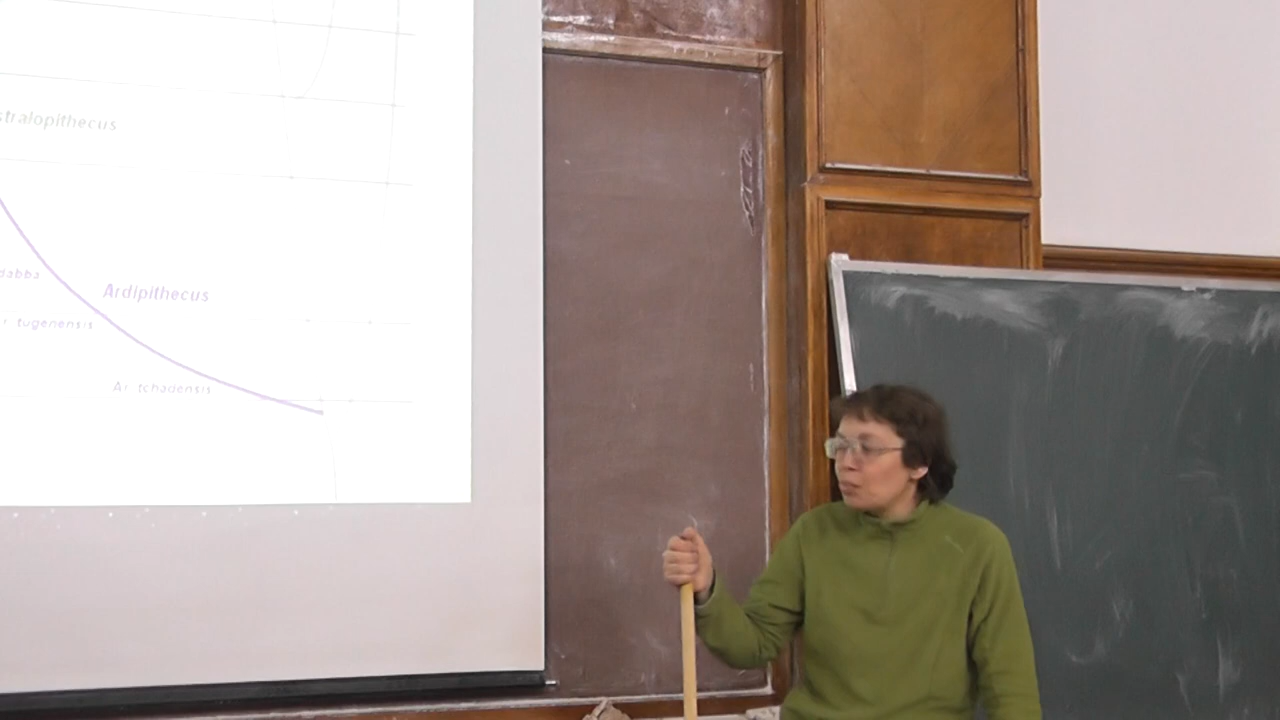 stralopithecus
dabba
Ardipithecus
r. tugenensis
Ar. tchadensis